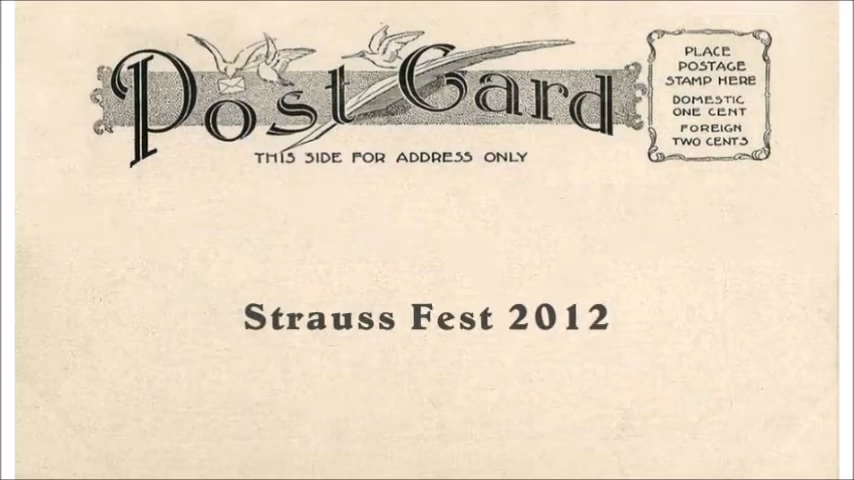 Post Card
THIS SIDE FOR ADDRESS ONLY
PLACE
POSTAGE
STAMP HERE
DOMESTIC
ONE CENT
FOREIGN
TWO CENTS
Strauss Fest 2012